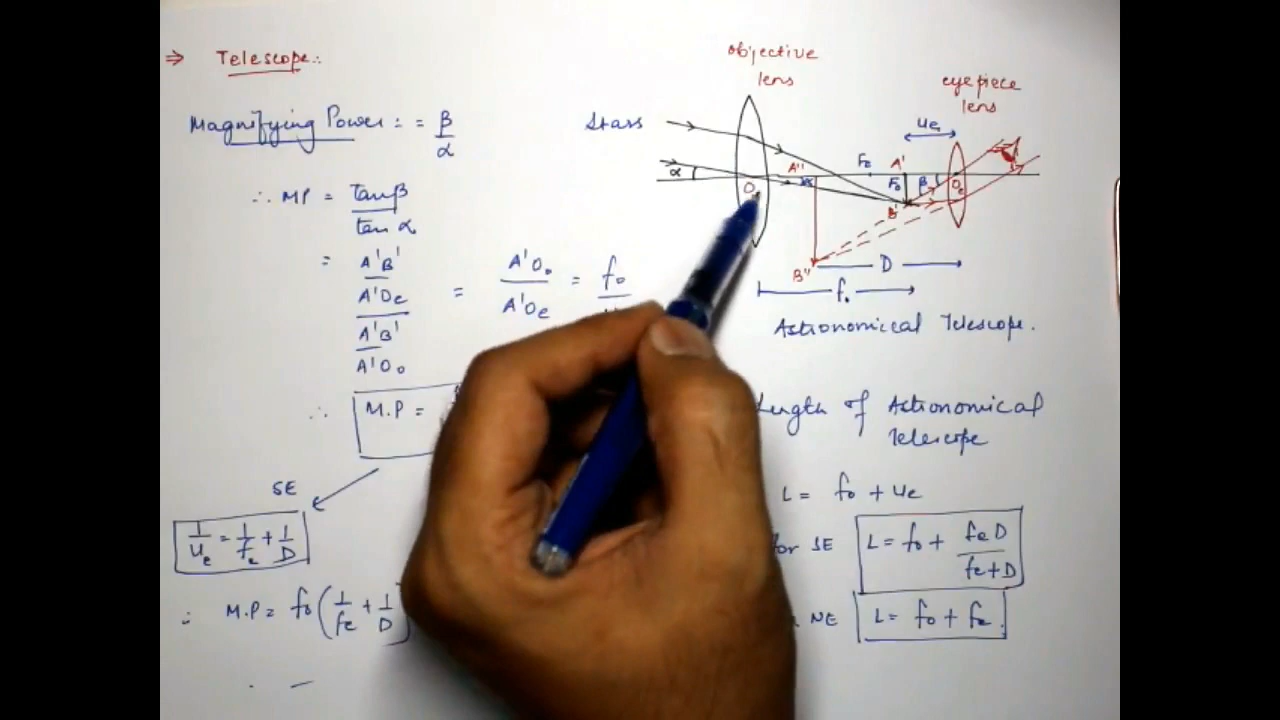 ⇒ Telescope:.
Magnifying Power: = β/α
∴ MP = tanβ/tan α
= A'B'/A'Oe / A'B'/A'Oo = A'Oo/A'Oe = fo/
∴ M.P =
SE
1/ue = 1/fe + 1/D
∴ M.P = fo(1/fe + 1/D)
objective
lens
eyepiece
lens
Stars
ue
α
A''
Fe
A'
Fo
β
Oe
B'
B''
D
fo
Astronomical Telescope.
Length of Astronomical
Telescope
L = fo + ue
for SE L = fo + feD/fe+D
NE L = fo + fe.